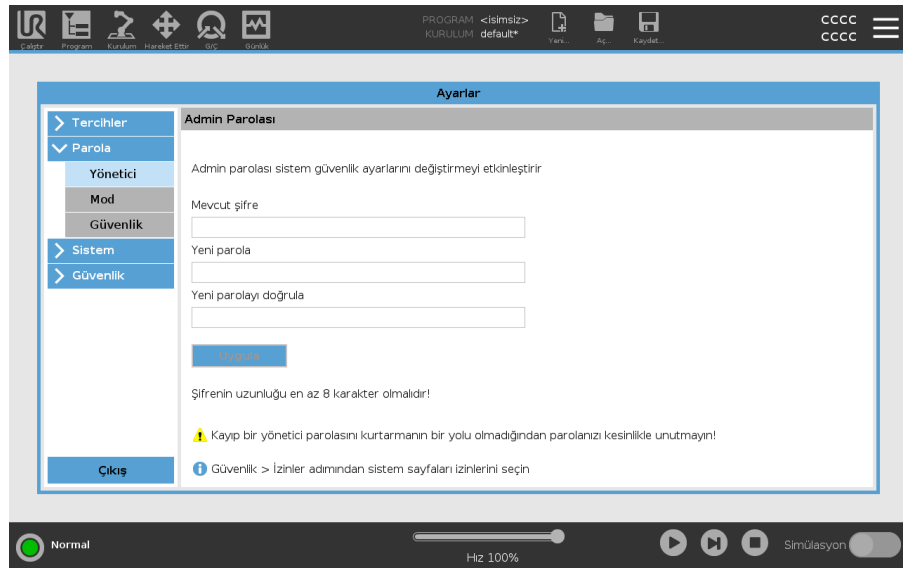 PROGRAM <isimsiz>
KURULUM default*
Çalıştır Program Kurulum Hareket Ettir G/Ç Günlük Yeni... Aç... Kaydet...
cccc
cccc
Ayarlar
Tercihler
Parola
Yönetici
Mod
Güvenlik
Sistem
Güvenlik
Çıkış
Admin Parolası
Admin parolası sistem güvenlik ayarlarını değiştirmeyi etkinleştirir
Mevcut şifre
Yeni parola
Yeni parolayı doğrula
Uygula
Şifrenin uzunluğu en az 8 karakter olmalıdır!
Kayıp bir yönetici parolasını kurtarmanın bir yolu olmadığından parolanızı kesinlikle unutmayın!
Güvenlik > İzinler adımından sistem sayfaları izinlerini seçin
Normal
Hız 100%
Simülasyon